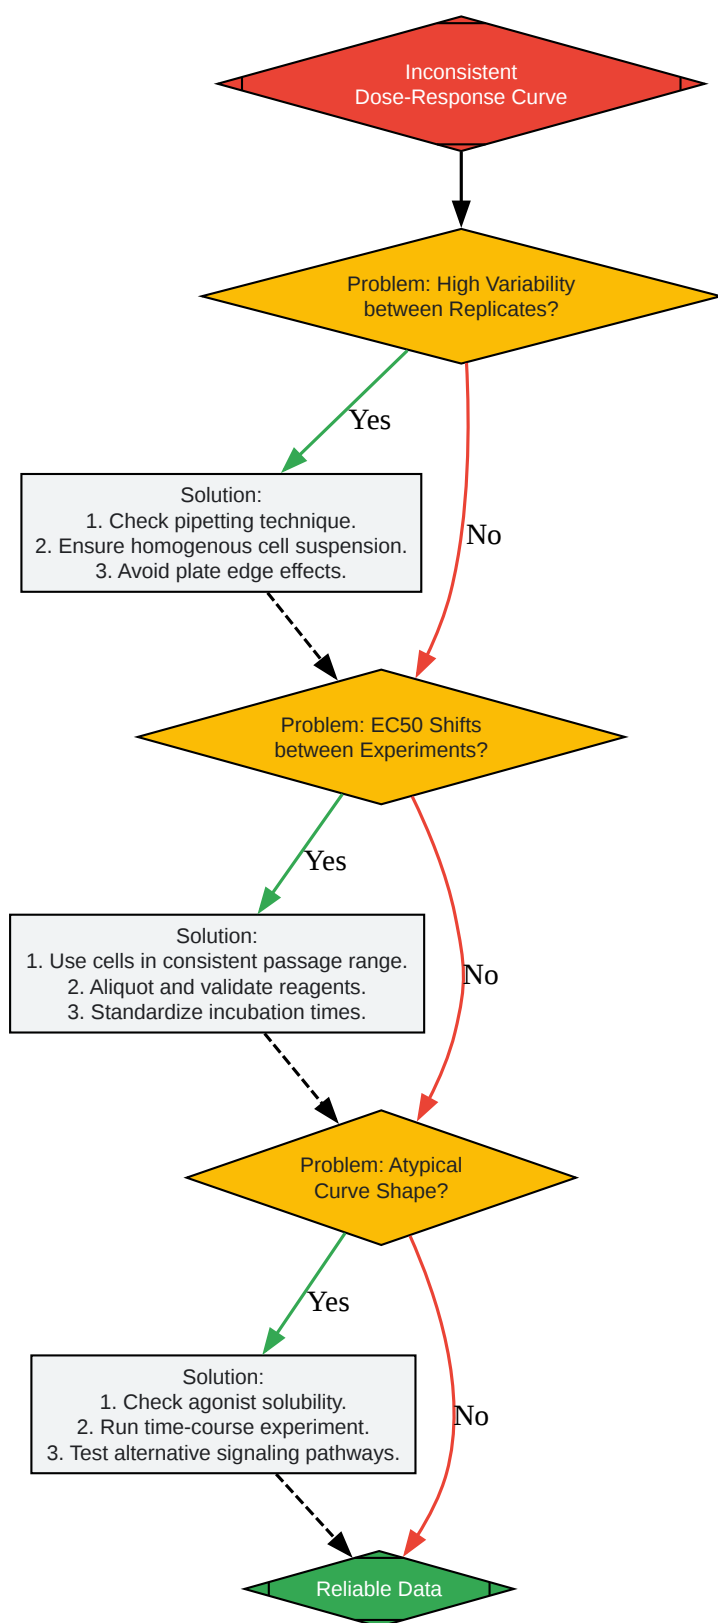 Inconsistent
Dose-Response Curve
Problem: High Variability
between Replicates?
Yes
Solution:
1. Check pipetting technique.
2. Ensure homogenous cell suspension.
3. Avoid plate edge effects.
No
Problem: EC50 Shifts
between Experiments?
Yes
Solution:
1. Use cells in consistent passage range.
2. Aliquot and validate reagents.
3. Standardize incubation times.
No
Problem: Atypical
Curve Shape?
Yes
Solution:
1. Check agonist solubility.
2. Run time-course experiment.
3. Test alternative signaling pathways.
No
Reliable Data